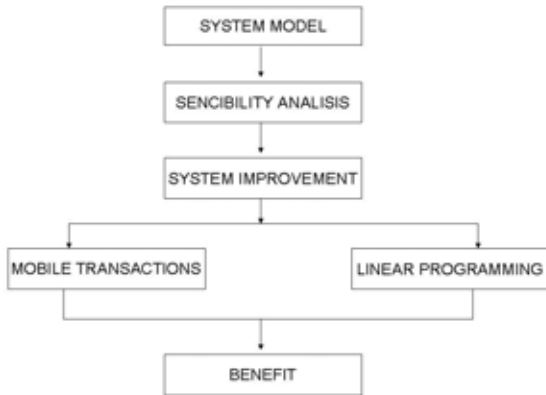 SYSTEM MODEL
SENCIBILITY ANALISIS
SYSTEM IMPROVEMENT
MOBILE TRANSACTIONS
LINEAR PROGRAMMING
BENEFIT